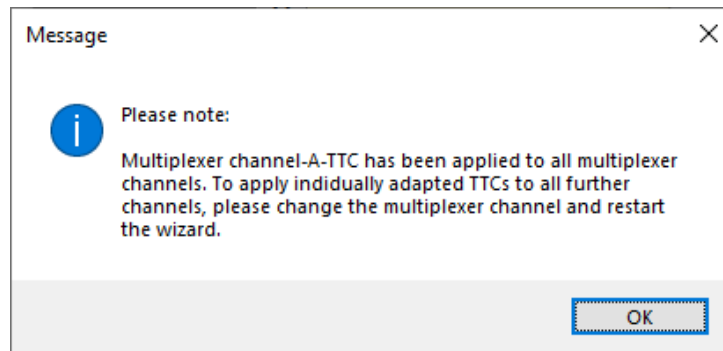 Message
Please note:
Multiplexer channel-A-TTC has been applied to all multiplexer
channels. To apply indidually adapted TTCs to all further
channels, please change the multiplexer channel and restart
the wizard.
OK